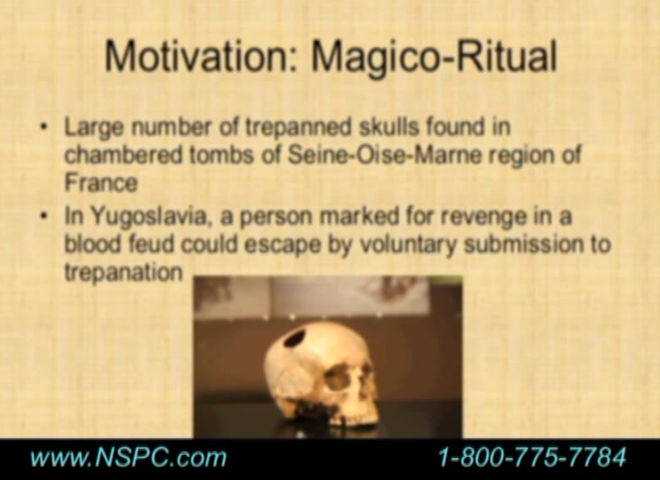 Motivation: Magico-Ritual
• Large number of trepanned skulls found in
chambered tombs of Seine-Oise-Marne region of
France
• In Yugoslavia, a person marked for revenge in a
blood feud could escape by voluntary submission to
trepanation
www.NSPC.com
1-800-775-7784